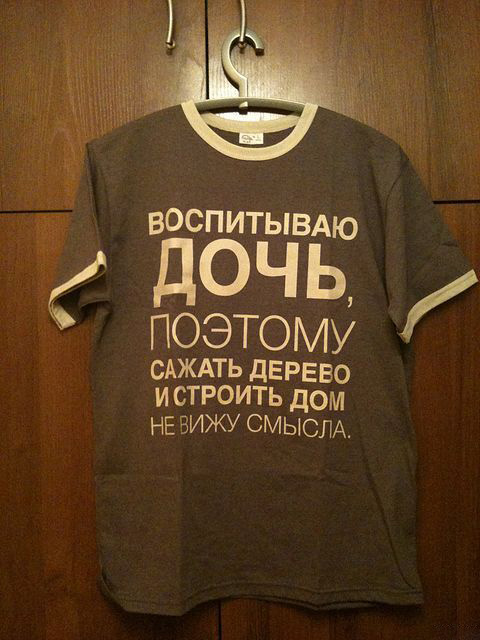 ВОСПИТЫВАЮ
ДОЧЬ,
ПОЭТОМУ
САЖАТЬ ДЕРЕВО
И СТРОИТЬ ДОМ
НЕ ВИЖУ СМЫСЛА.